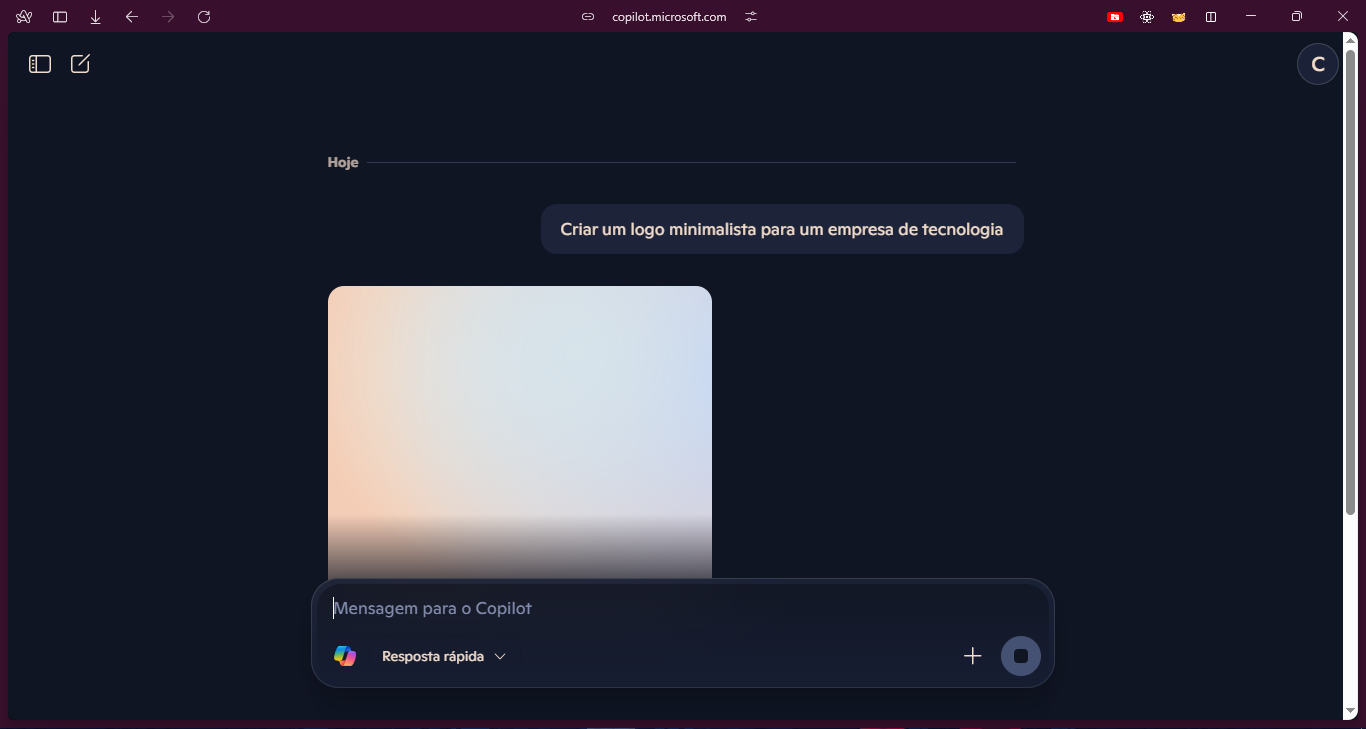 copilot.microsoft.com
C
Hoje
Criar um logo minimalista para um empresa de tecnologia
Mensagem para o Copilot
Resposta rápida